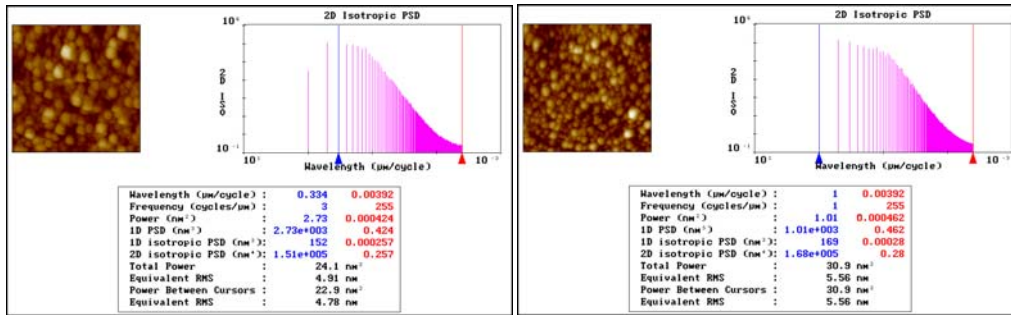 2D Isotropic PSD
2D ISO
Wavelength (μm/cycle)
Wavelength (μm/cycle) : 0.334 0.00392
Frequency (cycles/μm) : 3 255
Power (nm²) : 2.73 0.000424
1D PSD (nm³) : 2.73e+003 0.424
1D isotropic PSD (nm³): 152 0.000257
2D isotropic PSD (nm⁴): 1.51e+005 0.257
Total Power : 24.1 nm²
Equivalent RMS : 4.91 nm
Power Between Cursors : 22.9 nm²
Equivalent RMS : 4.78 nm
2D Isotropic PSD
2D ISO
Wavelength (μm/cycle)
Wavelength (μm/cycle) : 1 0.00392
Frequency (cycles/μm) : 1 255
Power (nm²) : 1.01 0.000462
1D PSD (nm³) : 1.01e+003 0.462
1D isotropic PSD (nm³): 169 0.00028
2D isotropic PSD (nm⁴): 1.68e+005 0.28
Total Power : 30.9 nm²
Equivalent RMS : 5.56 nm
Power Between Cursors : 30.9 nm²
Equivalent RMS : 5.56 nm